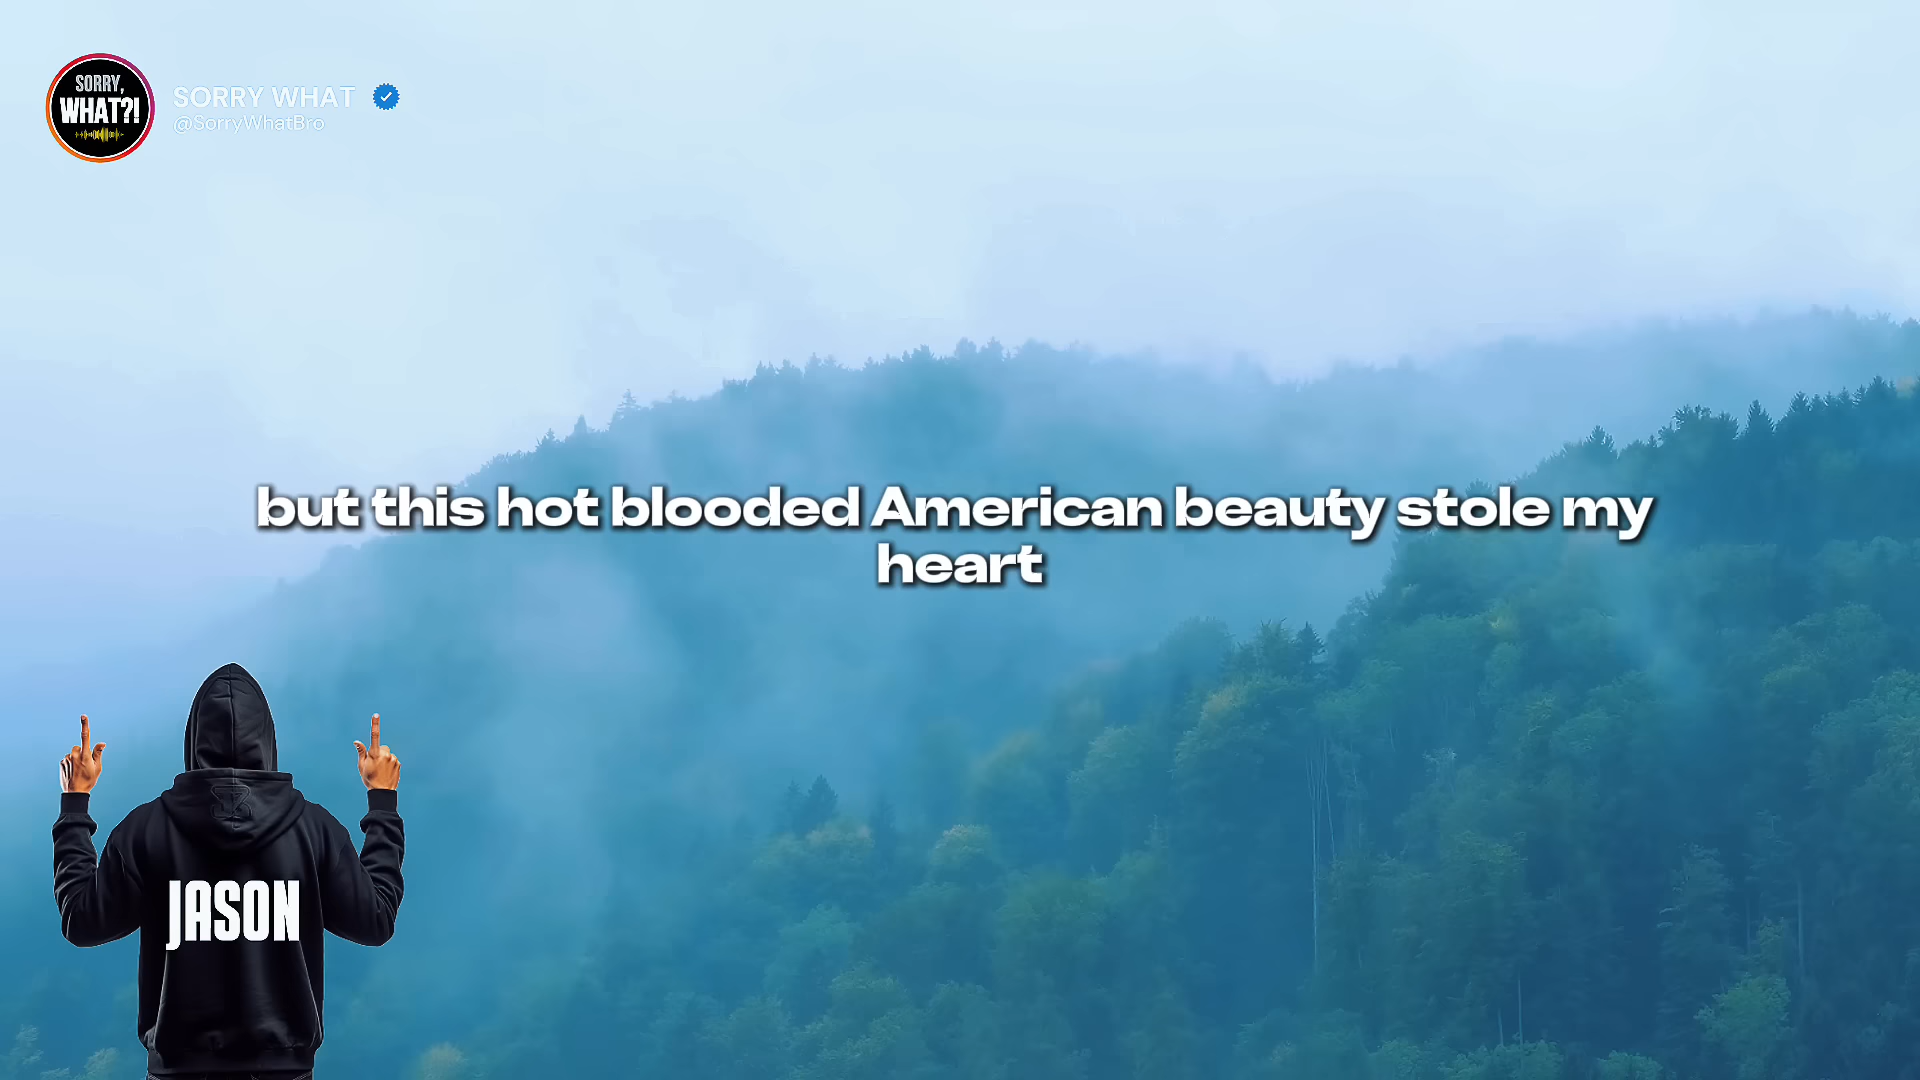 SORRY,
WHAT?!
SORRY WHAT
@SorryWhatBro
but this hot blooded American beauty stole my
heart
JASON